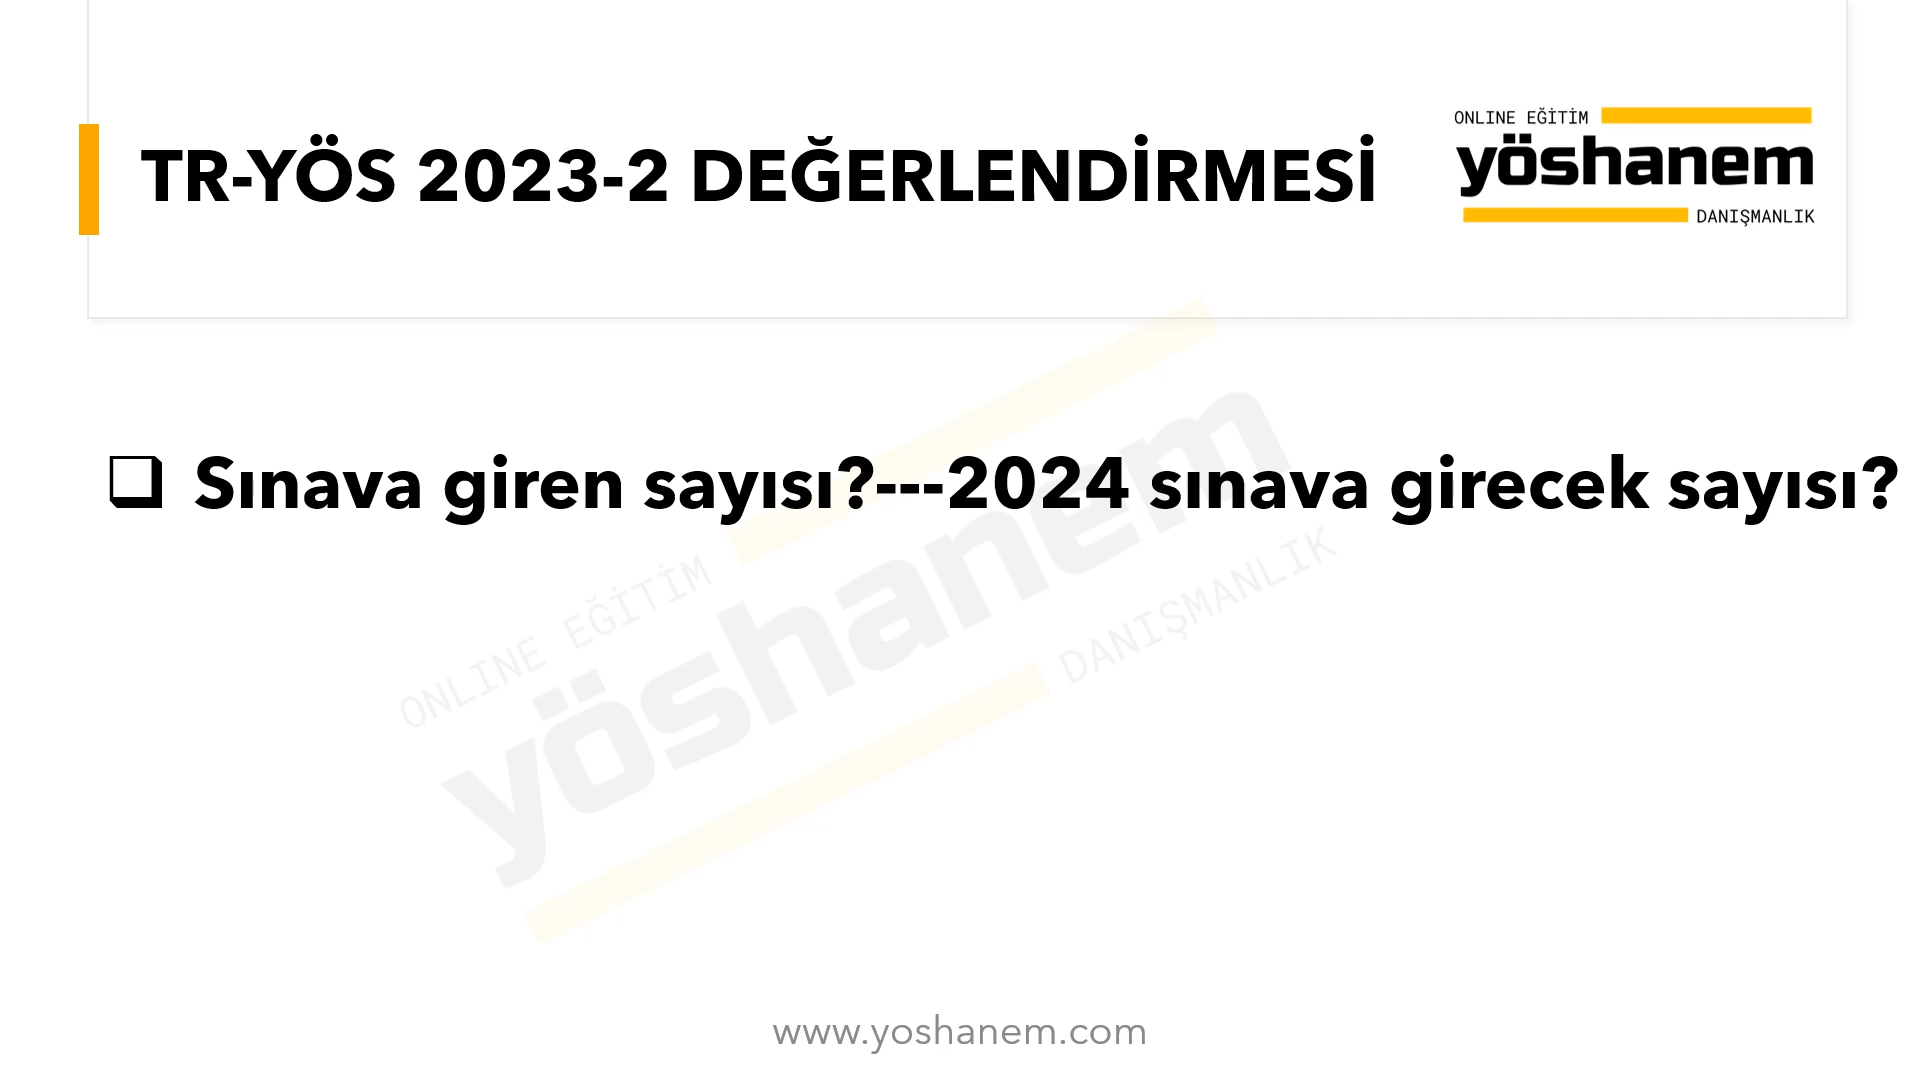 ONLINE EĞİTİM
TR-YÖS 2023-2 DEĞERLENDİRMESİ
yöshanem
DANIŞMANLIK
❑ Sınava giren sayısı?---2024 sınava girecek sayısı?
ONLINE EĞİTİM
yöshanem
DANIŞMANLIK
www.yoshanem.com